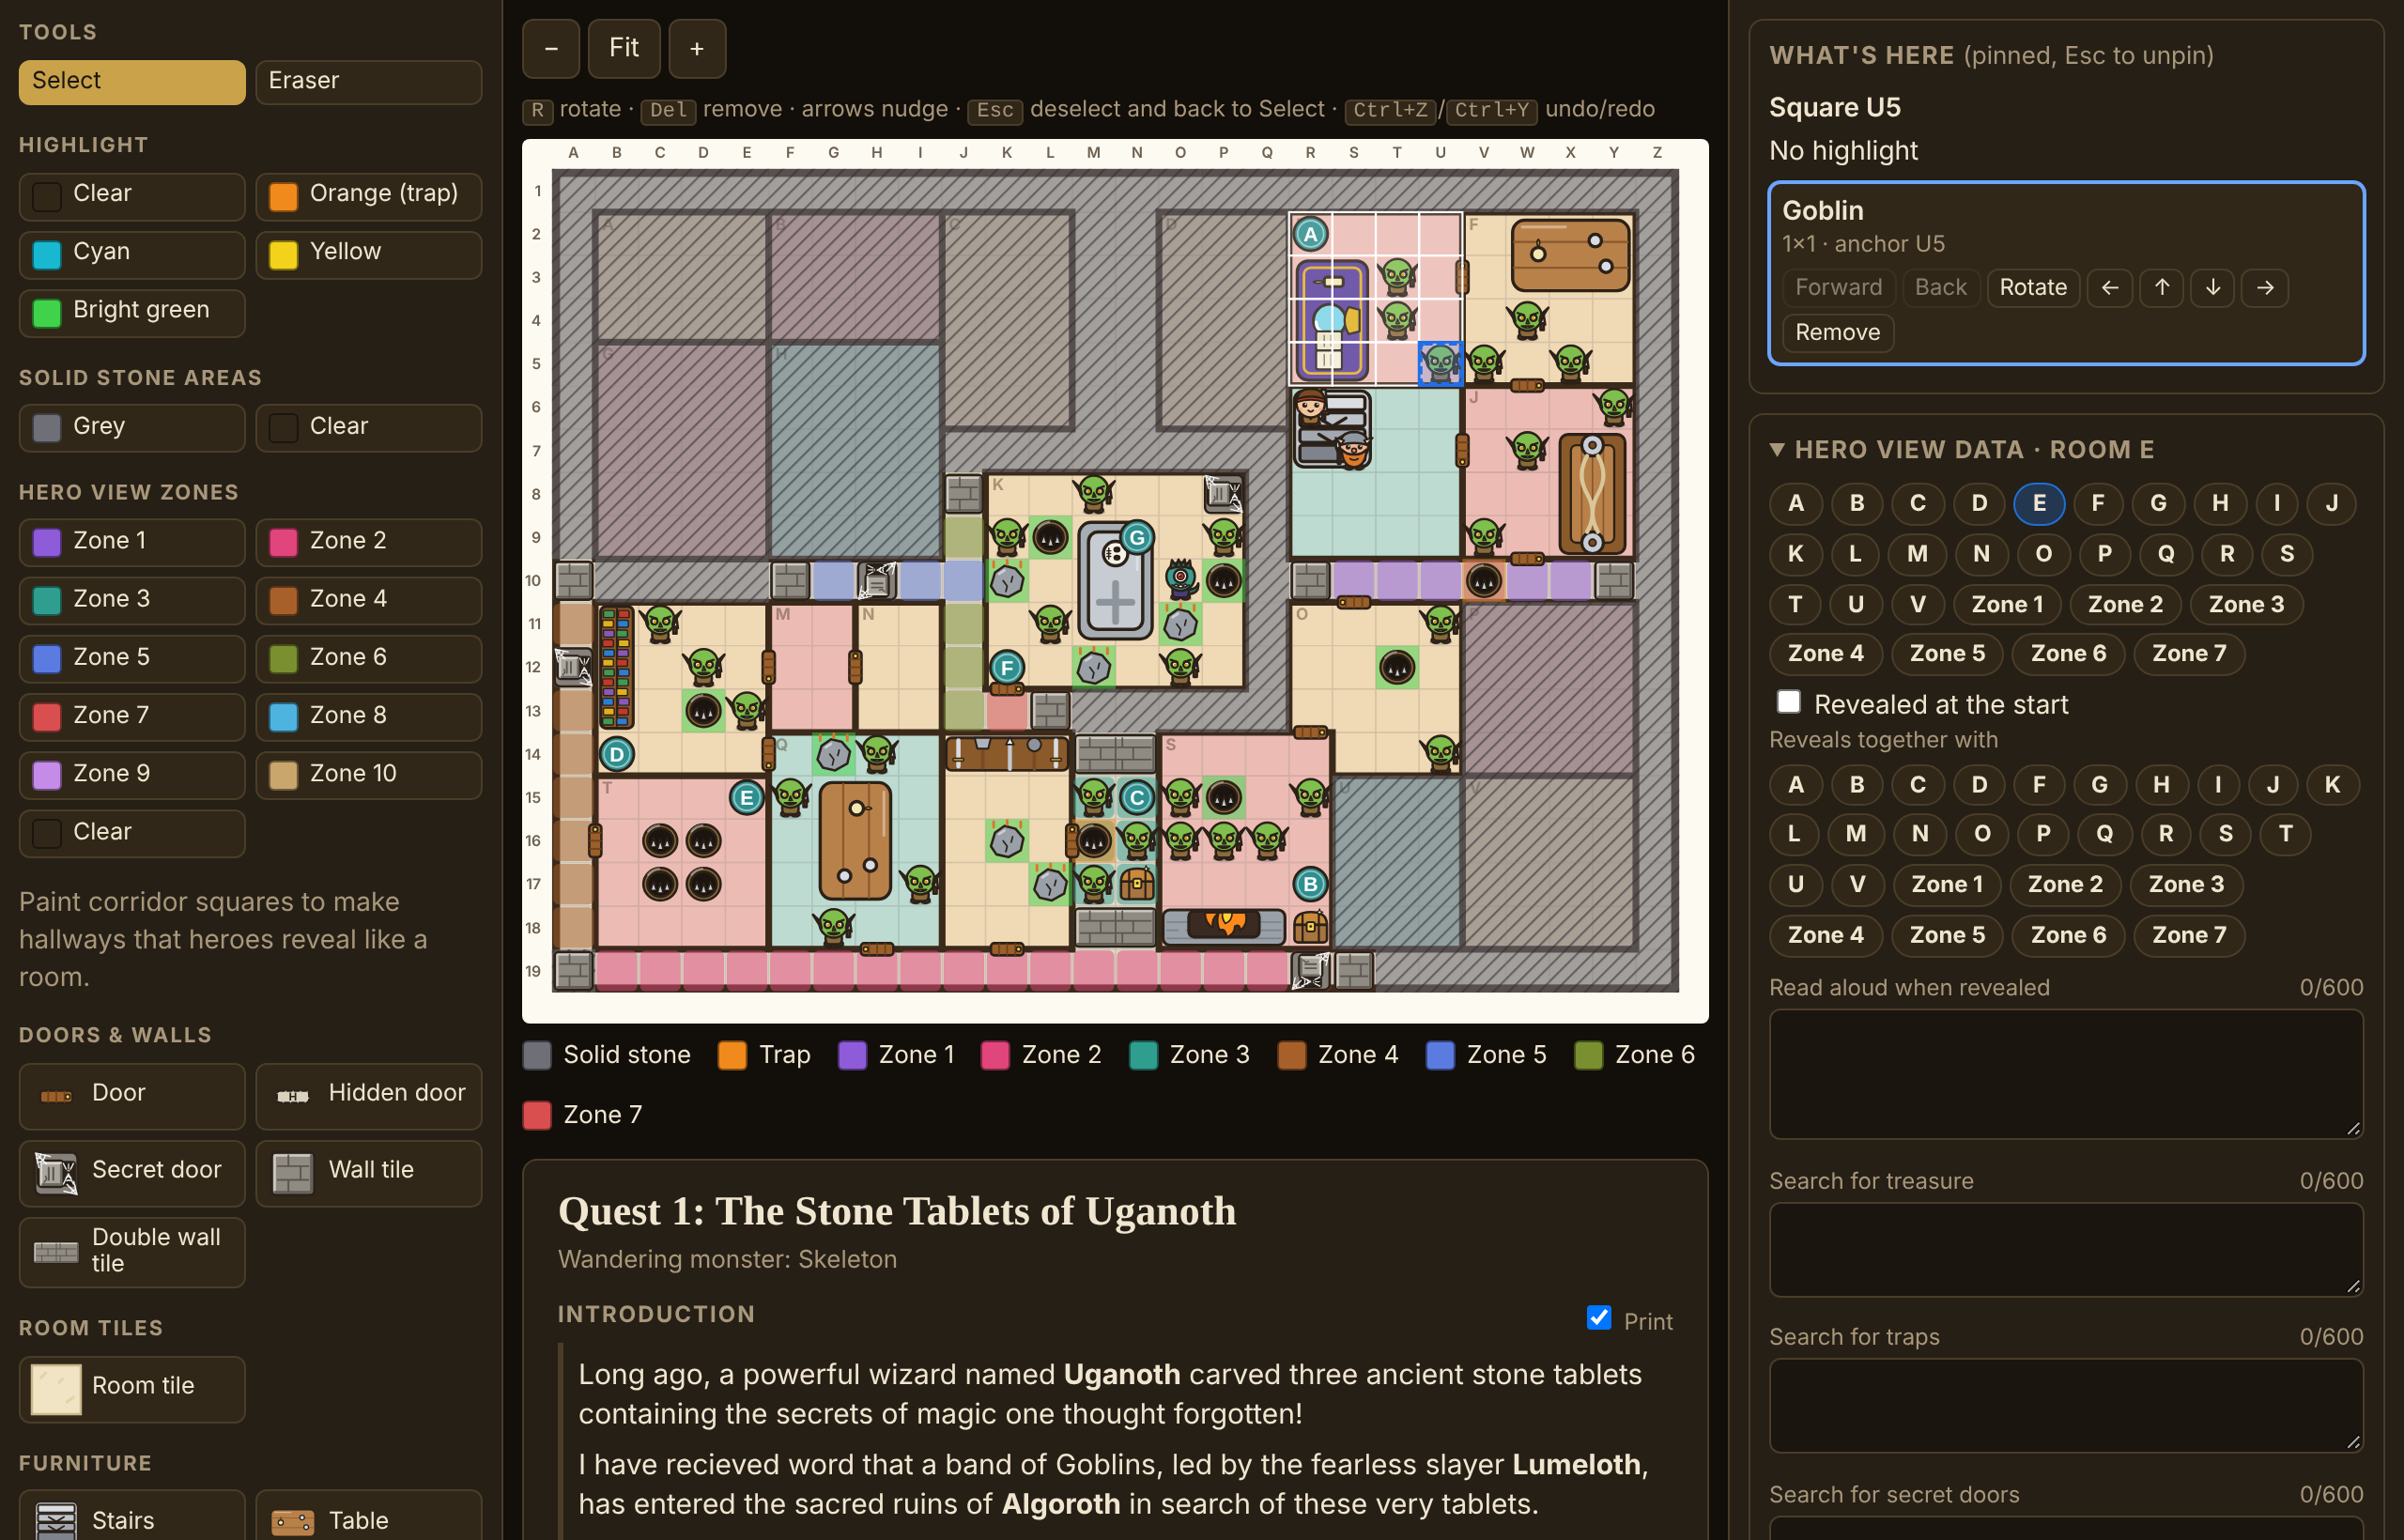 TOOLS
Select
Eraser
HIGHLIGHT
Clear
Orange (trap)
Cyan
Yellow
Bright green
SOLID STONE AREAS
Grey
Clear
HERO VIEW ZONES
Zone 1
Zone 2
Zone 3
Zone 4
Zone 5
Zone 6
Zone 7
Zone 8
Zone 9
Zone 10
Clear
Paint corridor squares to make
hallways that heroes reveal like a
room.
DOORS & WALLS
Door
Hidden door
Secret door
Wall tile
Double wall
tile
ROOM TILES
Room tile
FURNITURE
Stairs
Table
− Fit +
R rotate · Del remove · arrows nudge · Esc deselect and back to Select · Ctrl+Z/Ctrl+Y undo/redo
A B C D E F G H I J K L M N O P Q R S T U V W X Y Z
1
2 A B C D A F
3
4
5 G H
6 J
7
8 K
9 G
10
11 M N O
12 F
13
14 D Q S
15 T E C U V
16
17 B
18
19
Solid stone
Trap
Zone 1
Zone 2
Zone 3
Zone 4
Zone 5
Zone 6
Zone 7
Quest 1: The Stone Tablets of Uganoth
Wandering monster: Skeleton
INTRODUCTION
Print
Long ago, a powerful wizard named Uganoth carved three ancient stone tablets
containing the secrets of magic one thought forgotten!
I have recieved word that a band of Goblins, led by the fearless slayer Lumeloth,
has entered the sacred ruins of Algoroth in search of these very tablets.
WHAT'S HERE (pinned, Esc to unpin)
Square U5
No highlight
Goblin
1×1 · anchor U5
Forward Back Rotate ← ↑ ↓ →
Remove
▼ HERO VIEW DATA · ROOM E
A B C D E F G H I J
K L M N O P Q R S
T U V Zone 1 Zone 2 Zone 3
Zone 4 Zone 5 Zone 6 Zone 7
Revealed at the start
Reveals together with
A B C D F G H I J K
L M N O P Q R S T
U V Zone 1 Zone 2 Zone 3
Zone 4 Zone 5 Zone 6 Zone 7
Read aloud when revealed 0/600
Search for treasure 0/600
Search for traps 0/600
Search for secret doors 0/600